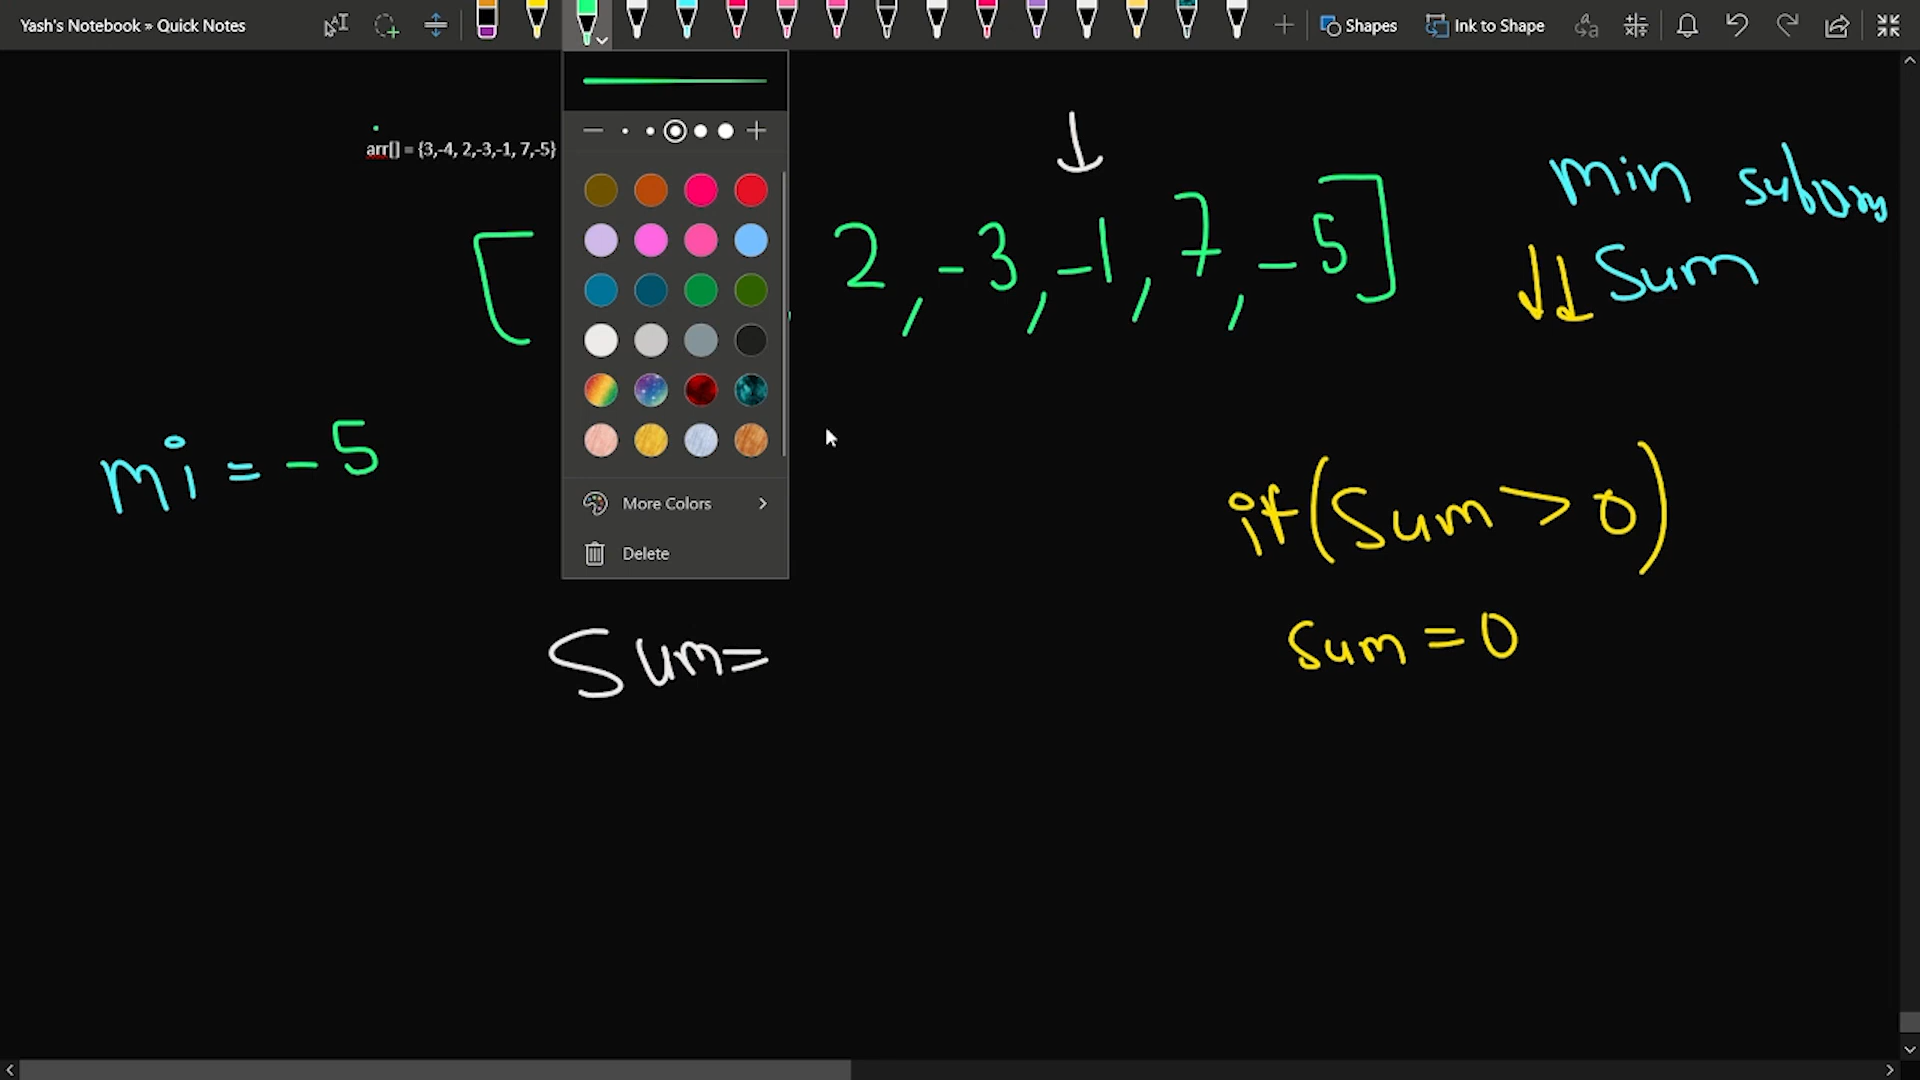 Yash's Notebook » Quick Notes
Shapes
Ink to Shape
arr[] = {3,-4, 2,-3,-1, 7,-5}
min
[ 2 , -3 , -1 , 7 , -5 ]
Sum
mi = -5
More Colors
if (Sum > 0)
Delete
Sum=
sum = 0